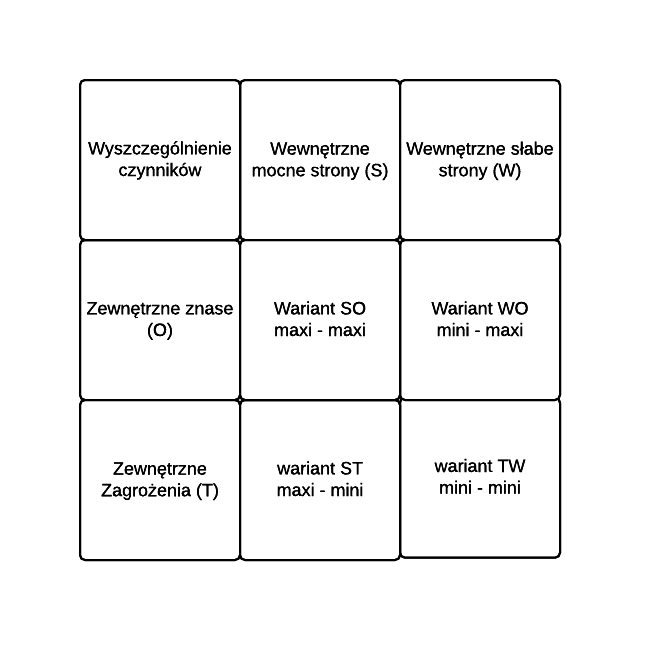 Wyszczególnienie
czynników
Wewnętrzne
mocne strony (S)
Wewnętrzne słabe
strony (W)
Zewnętrzne znase
(O)
Wariant SO
maxi - maxi
Wariant WO
mini - maxi
Zewnętrzne
Zagrożenia (T)
wariant ST
maxi - mini
wariant TW
mini - mini